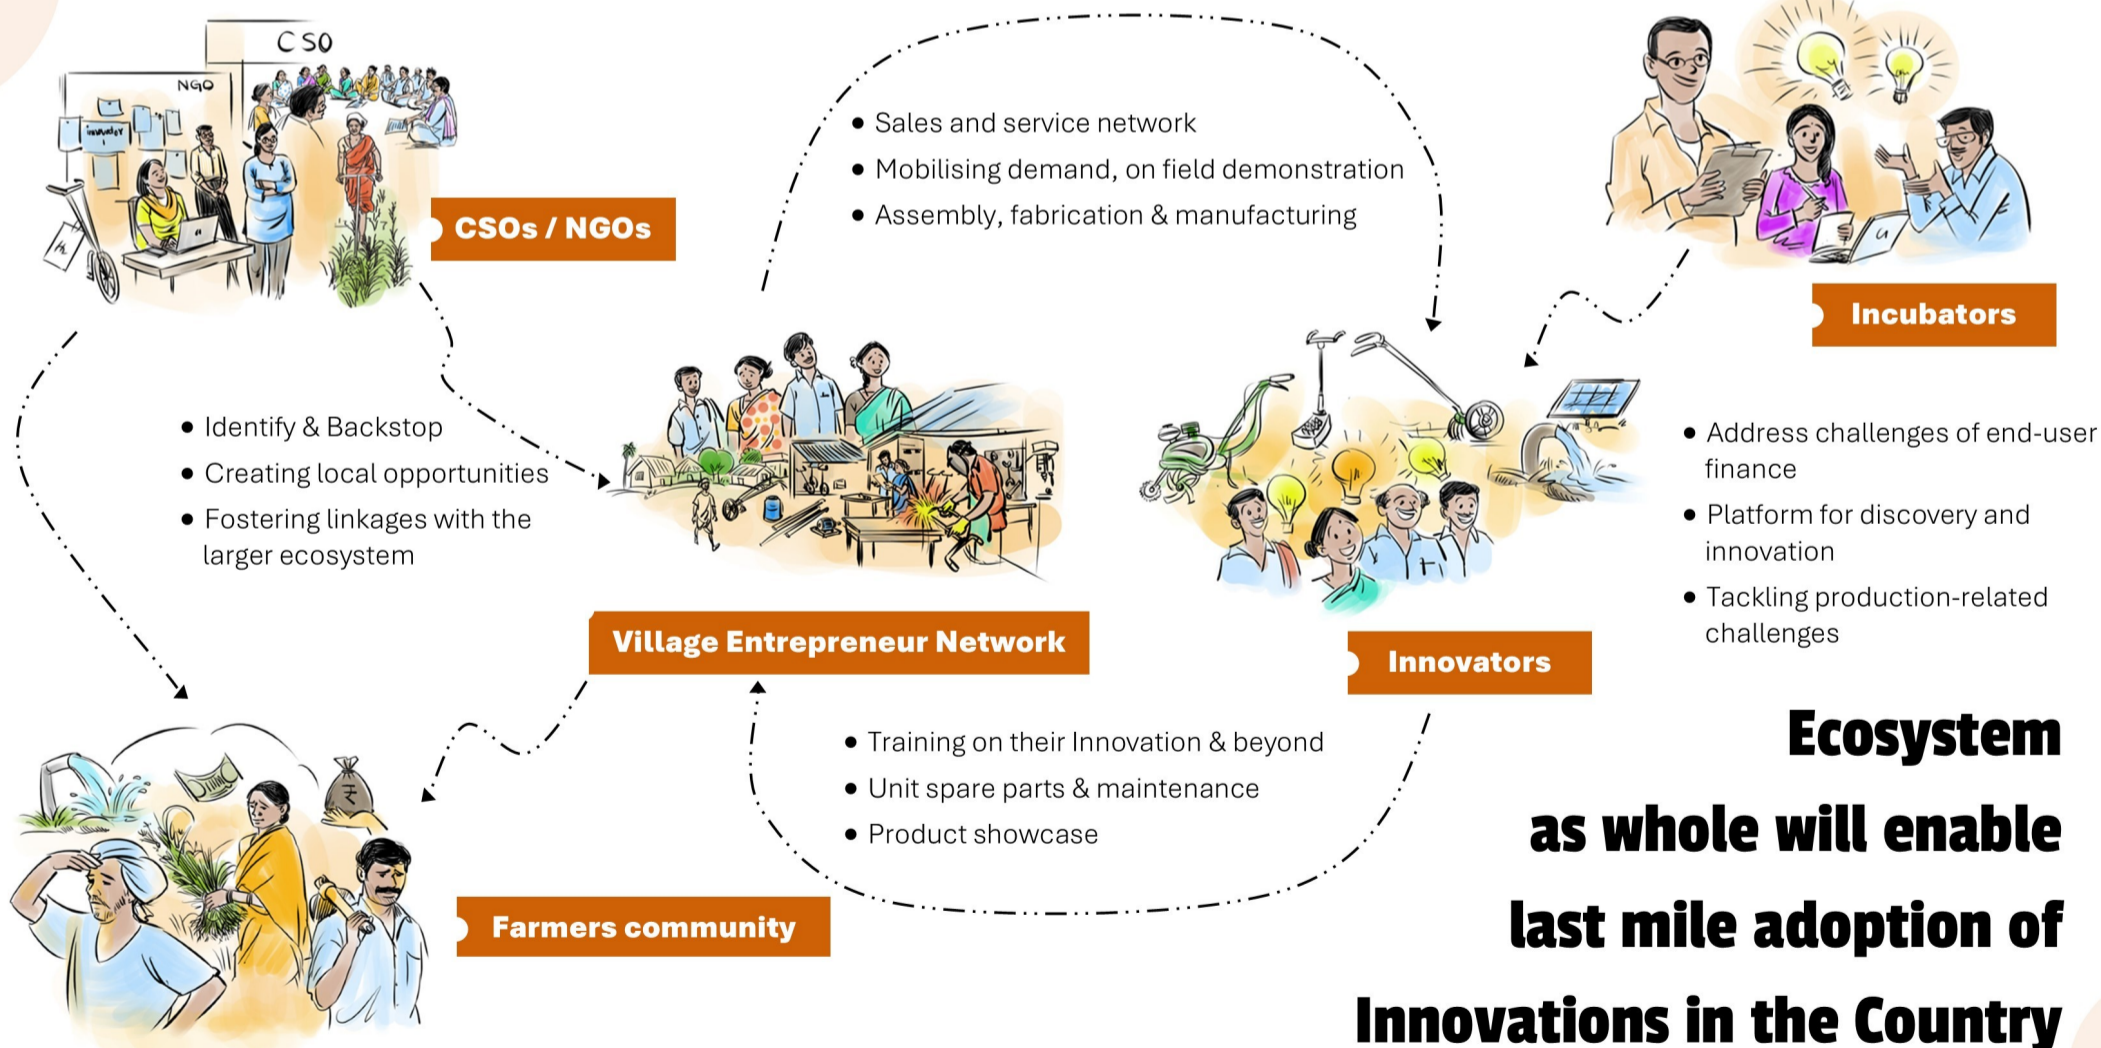 CSO
NGO
innovator
CSOs / NGOs
• Sales and service network
• Mobilising demand, on field demonstration
• Assembly, fabrication & manufacturing
Incubators
• Identify & Backstop
• Creating local opportunities
• Fostering linkages with the
larger ecosystem
• Address challenges of end-user
finance
• Platform for discovery and
innovation
• Tackling production-related
challenges
Village Entrepreneur Network
Innovators
• Training on their Innovation & beyond
• Unit spare parts & maintenance
• Product showcase
₹
Farmers community
Ecosystem
as whole will enable
last mile adoption of
Innovations in the Country